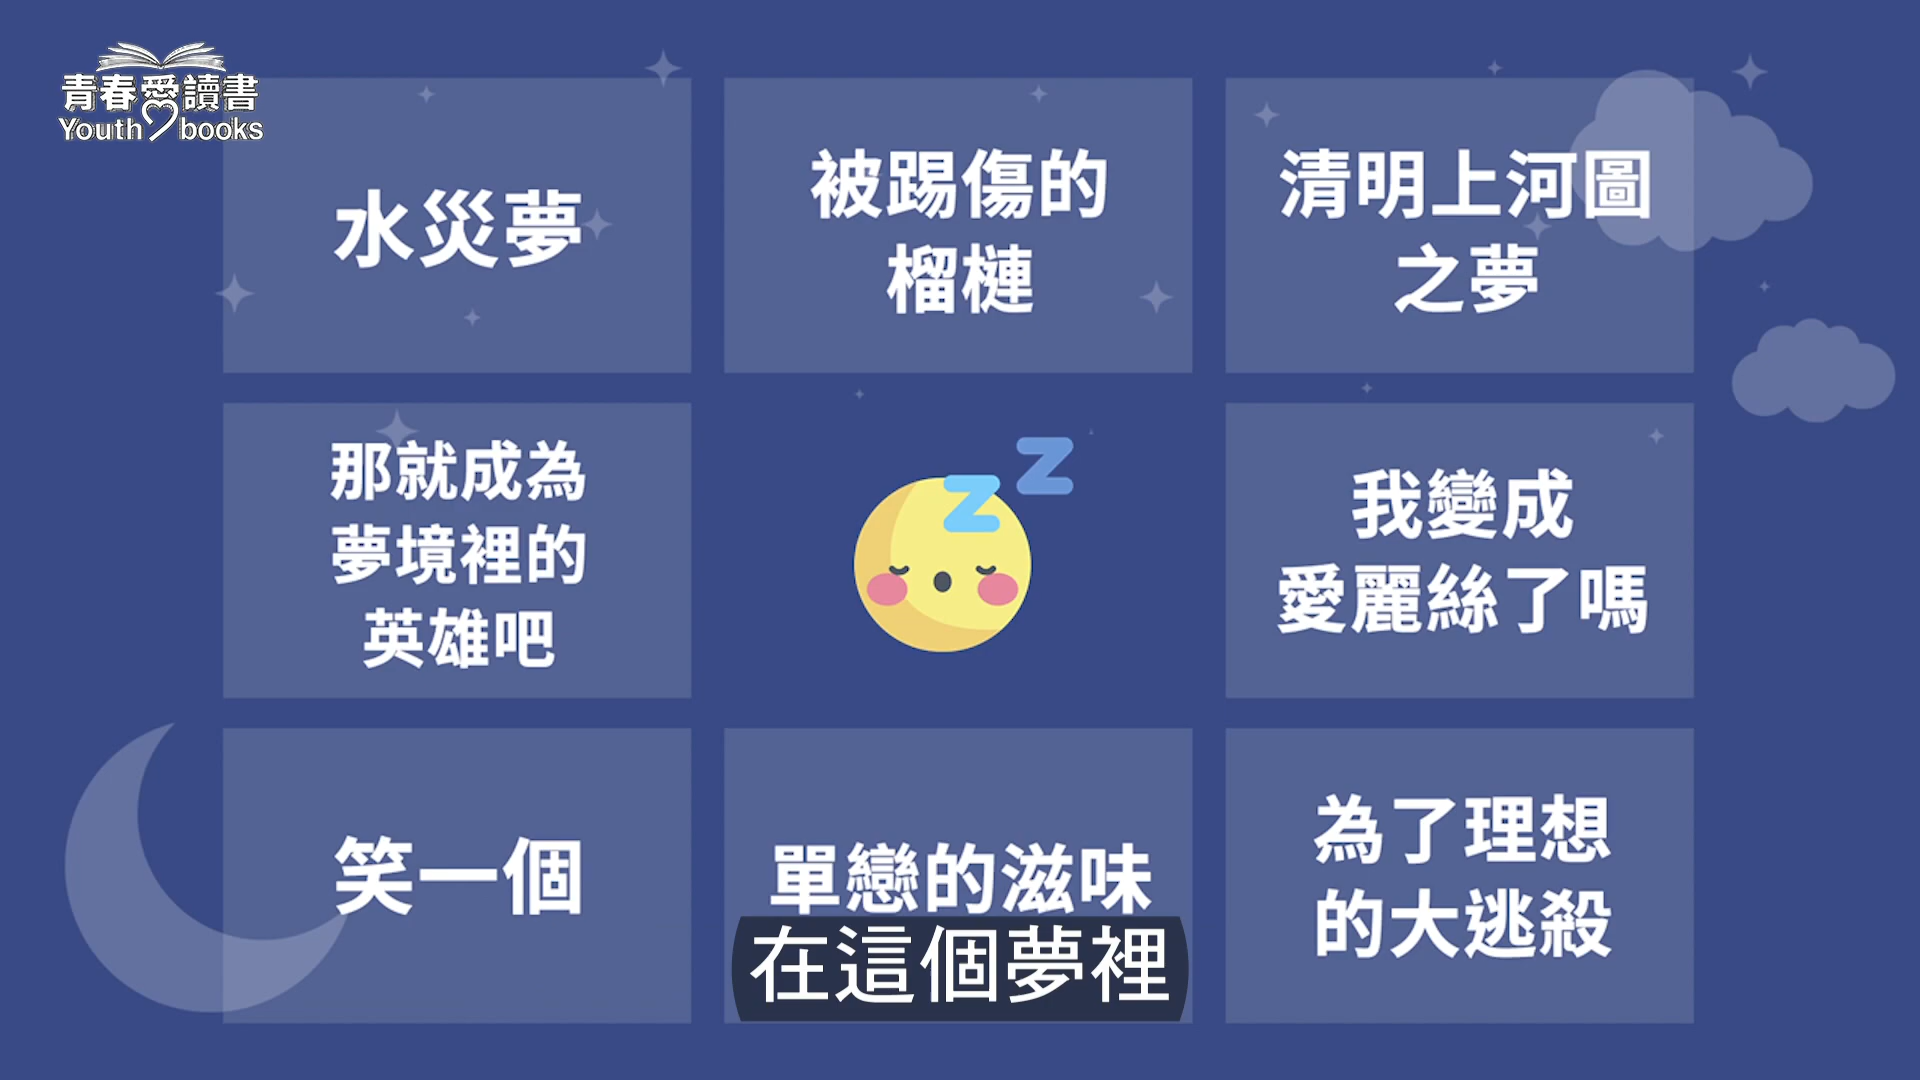 青春愛讀書
Youth books
水災夢
被踢傷的
榴槤
清明上河圖
之夢
那就成為
夢境裡的
英雄吧
z
z
我變成
愛麗絲了嗎
笑一個
單戀的滋味
為了理想
的大逃殺
在這個夢裡